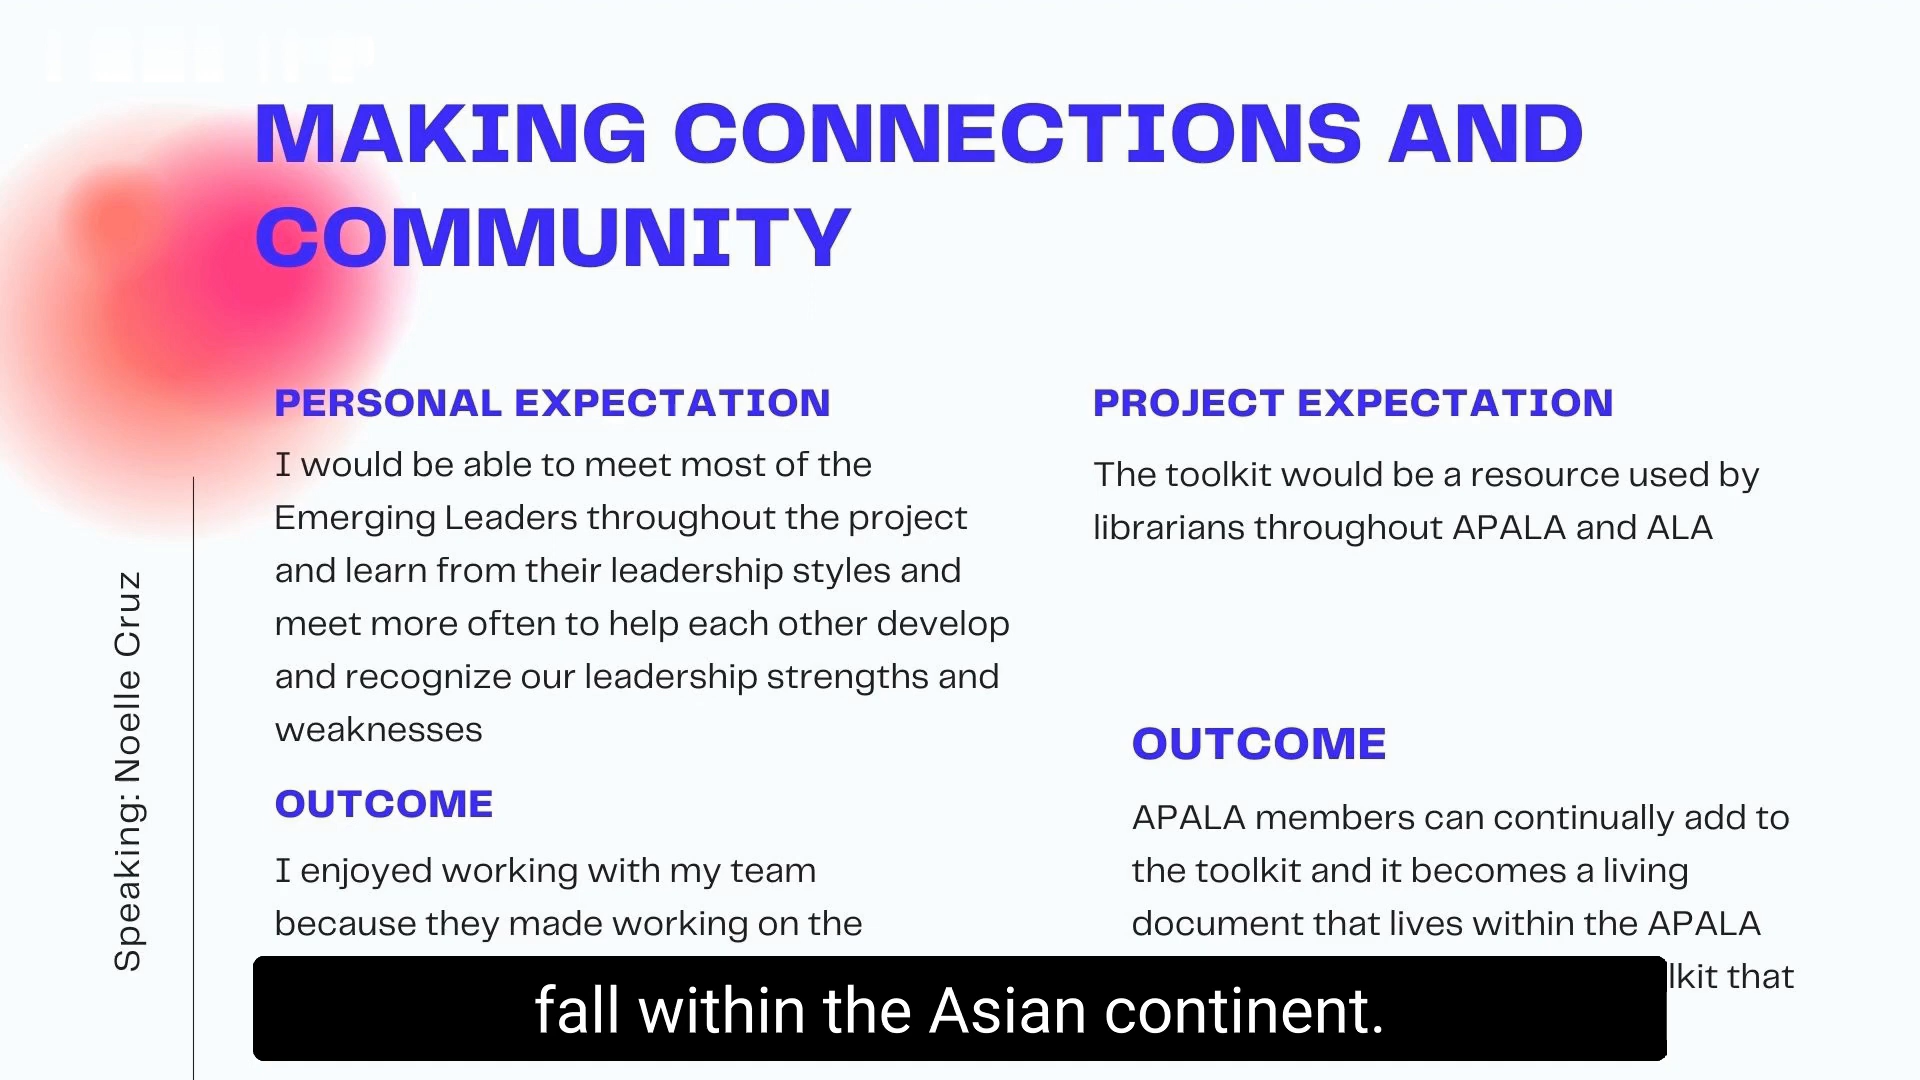 MAKING CONNECTIONS AND
COMMUNITY
Speaking: Noelle Cruz
PERSONAL EXPECTATION
I would be able to meet most of the
Emerging Leaders throughout the project
and learn from their leadership styles and
meet more often to help each other develop
and recognize our leadership strengths and
weaknesses
OUTCOME
I enjoyed working with my team
because they made working on the
PROJECT EXPECTATION
The toolkit would be a resource used by
librarians throughout APALA and ALA
OUTCOME
APALA members can continually add to
the toolkit and it becomes a living
document that lives within the APALA
that
fall within the Asian continent.